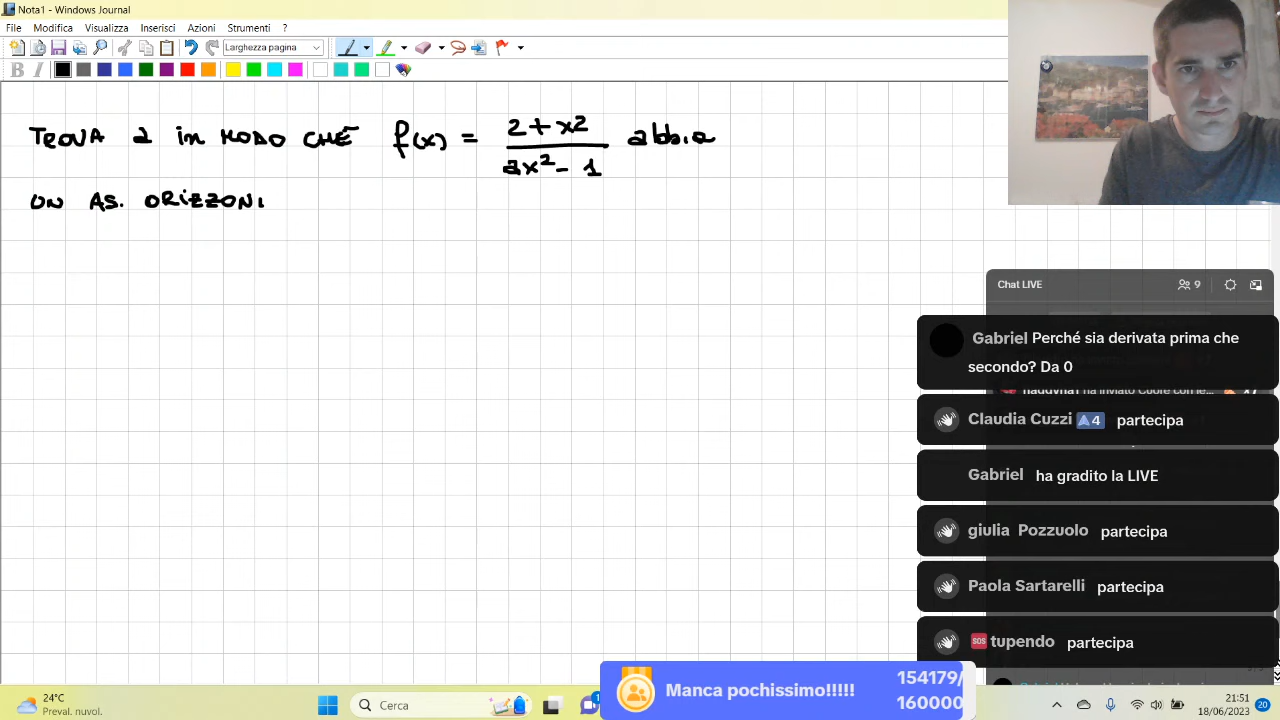 Nota1 - Windows Journal
File Modifica Visualizza Inserisci Azioni Strumenti ?
Larghezza pagina
TROVA a in MODO CHE f(x) = 2+x2 abbia
ax2 - 1
UN AS. ORIZZON
Chat LIVE 9
Gabriel Perché sia derivata prima che
secondo? Da 0
Claudia Cuzzi 4 partecipa
Gabriel ha gradito la LIVE
giulia Pozzuolo partecipa
Paola Sartarelli partecipa
SOS tupendo partecipa
Manca pochissimo!!!!! 154179/
160000
24°C
Preval. nuvol.
Cerca
21:51
18/06/2023
20